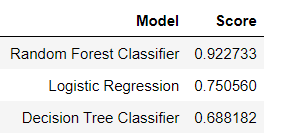 Model Score
Random Forest Classifier 0.922733
Logistic Regression 0.750560
Decision Tree Classifier 0.688182